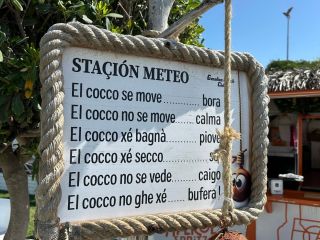 STAÇIÓN METEO
El cocco se move ............ bora
El cocco no se move ...... calma
El cocco xé bagnà ............ piove
El cocco xé secco ............
El cocco no se vede ........ caigo
El cocco no ghe xé ...... bufera !